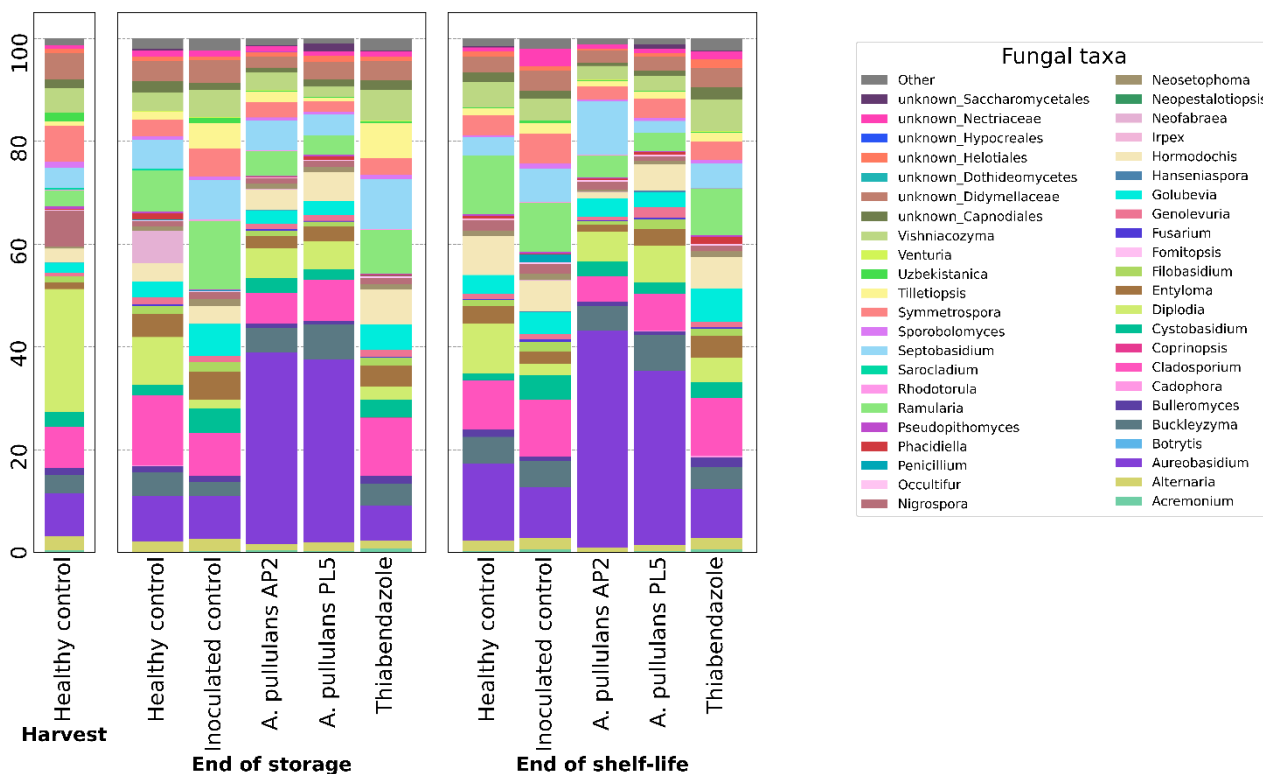 100
80
60
40
20
0
Healthy control
Healthy control
Inoculated control
A. pullulans AP2
A. pullulans PL5
Thiabendazole
Healthy control
Inoculated control
A. pullulans AP2
A. pullulans PL5
Thiabendazole
Harvest
End of storage
End of shelf-life
Fungal taxa
Other
unknown_Saccharomycetales
unknown_Nectriaceae
unknown_Hypocreales
unknown_Helotiales
unknown_Dothideomycetes
unknown_Didymellaceae
unknown_Capnodiales
Vishniacozyma
Venturia
Uzbekistanica
Tilletiopsis
Symmetrospora
Sporobolomyces
Septobasidium
Sarocladium
Rhodotorula
Ramularia
Pseudopithomyces
Phacidiella
Penicillium
Occultifur
Nigrospora
Neosetophoma
Neopestalotiopsis
Neofabraea
Irpex
Hormodochis
Hanseniaspora
Golubevia
Genolevuria
Fusarium
Fomitopsis
Filobasidium
Entyloma
Diplodia
Cystobasidium
Coprinopsis
Cladosporium
Cadophora
Bulleromyces
Buckleyzyma
Botrytis
Aureobasidium
Alternaria
Acremonium